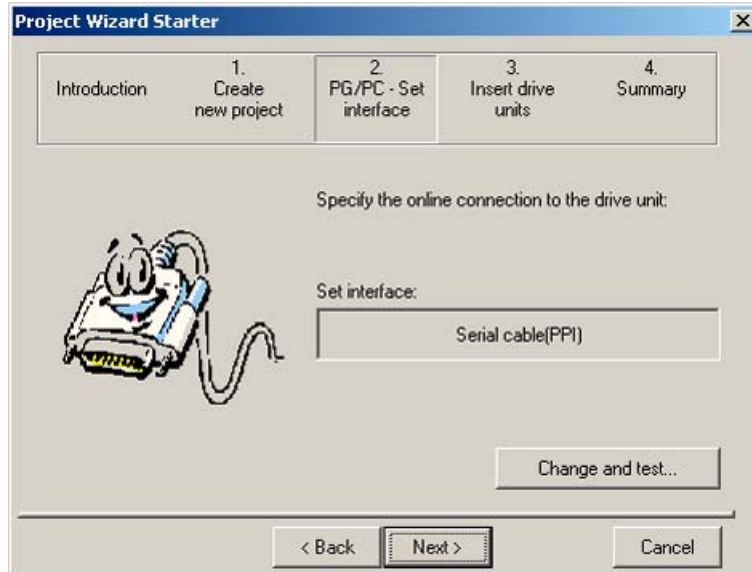 Project Wizard Starter
Introduction
1.
Create
new project
2.
PG/PC - Set
interface
3.
Insert drive
units
4.
Summary
Specify the online connection to the drive unit:
Set interface:
Serial cable(PPI)
Change and test...
< Back
Next >
Cancel